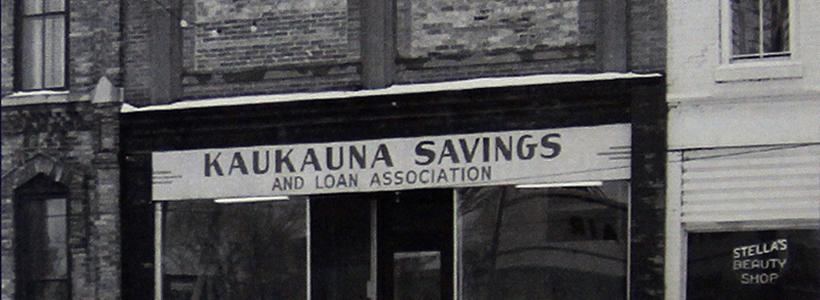 KAUKAUNA SAVINGS
AND LOAN ASSOCIATION
STELLA'S
BEAUTY
SHOP